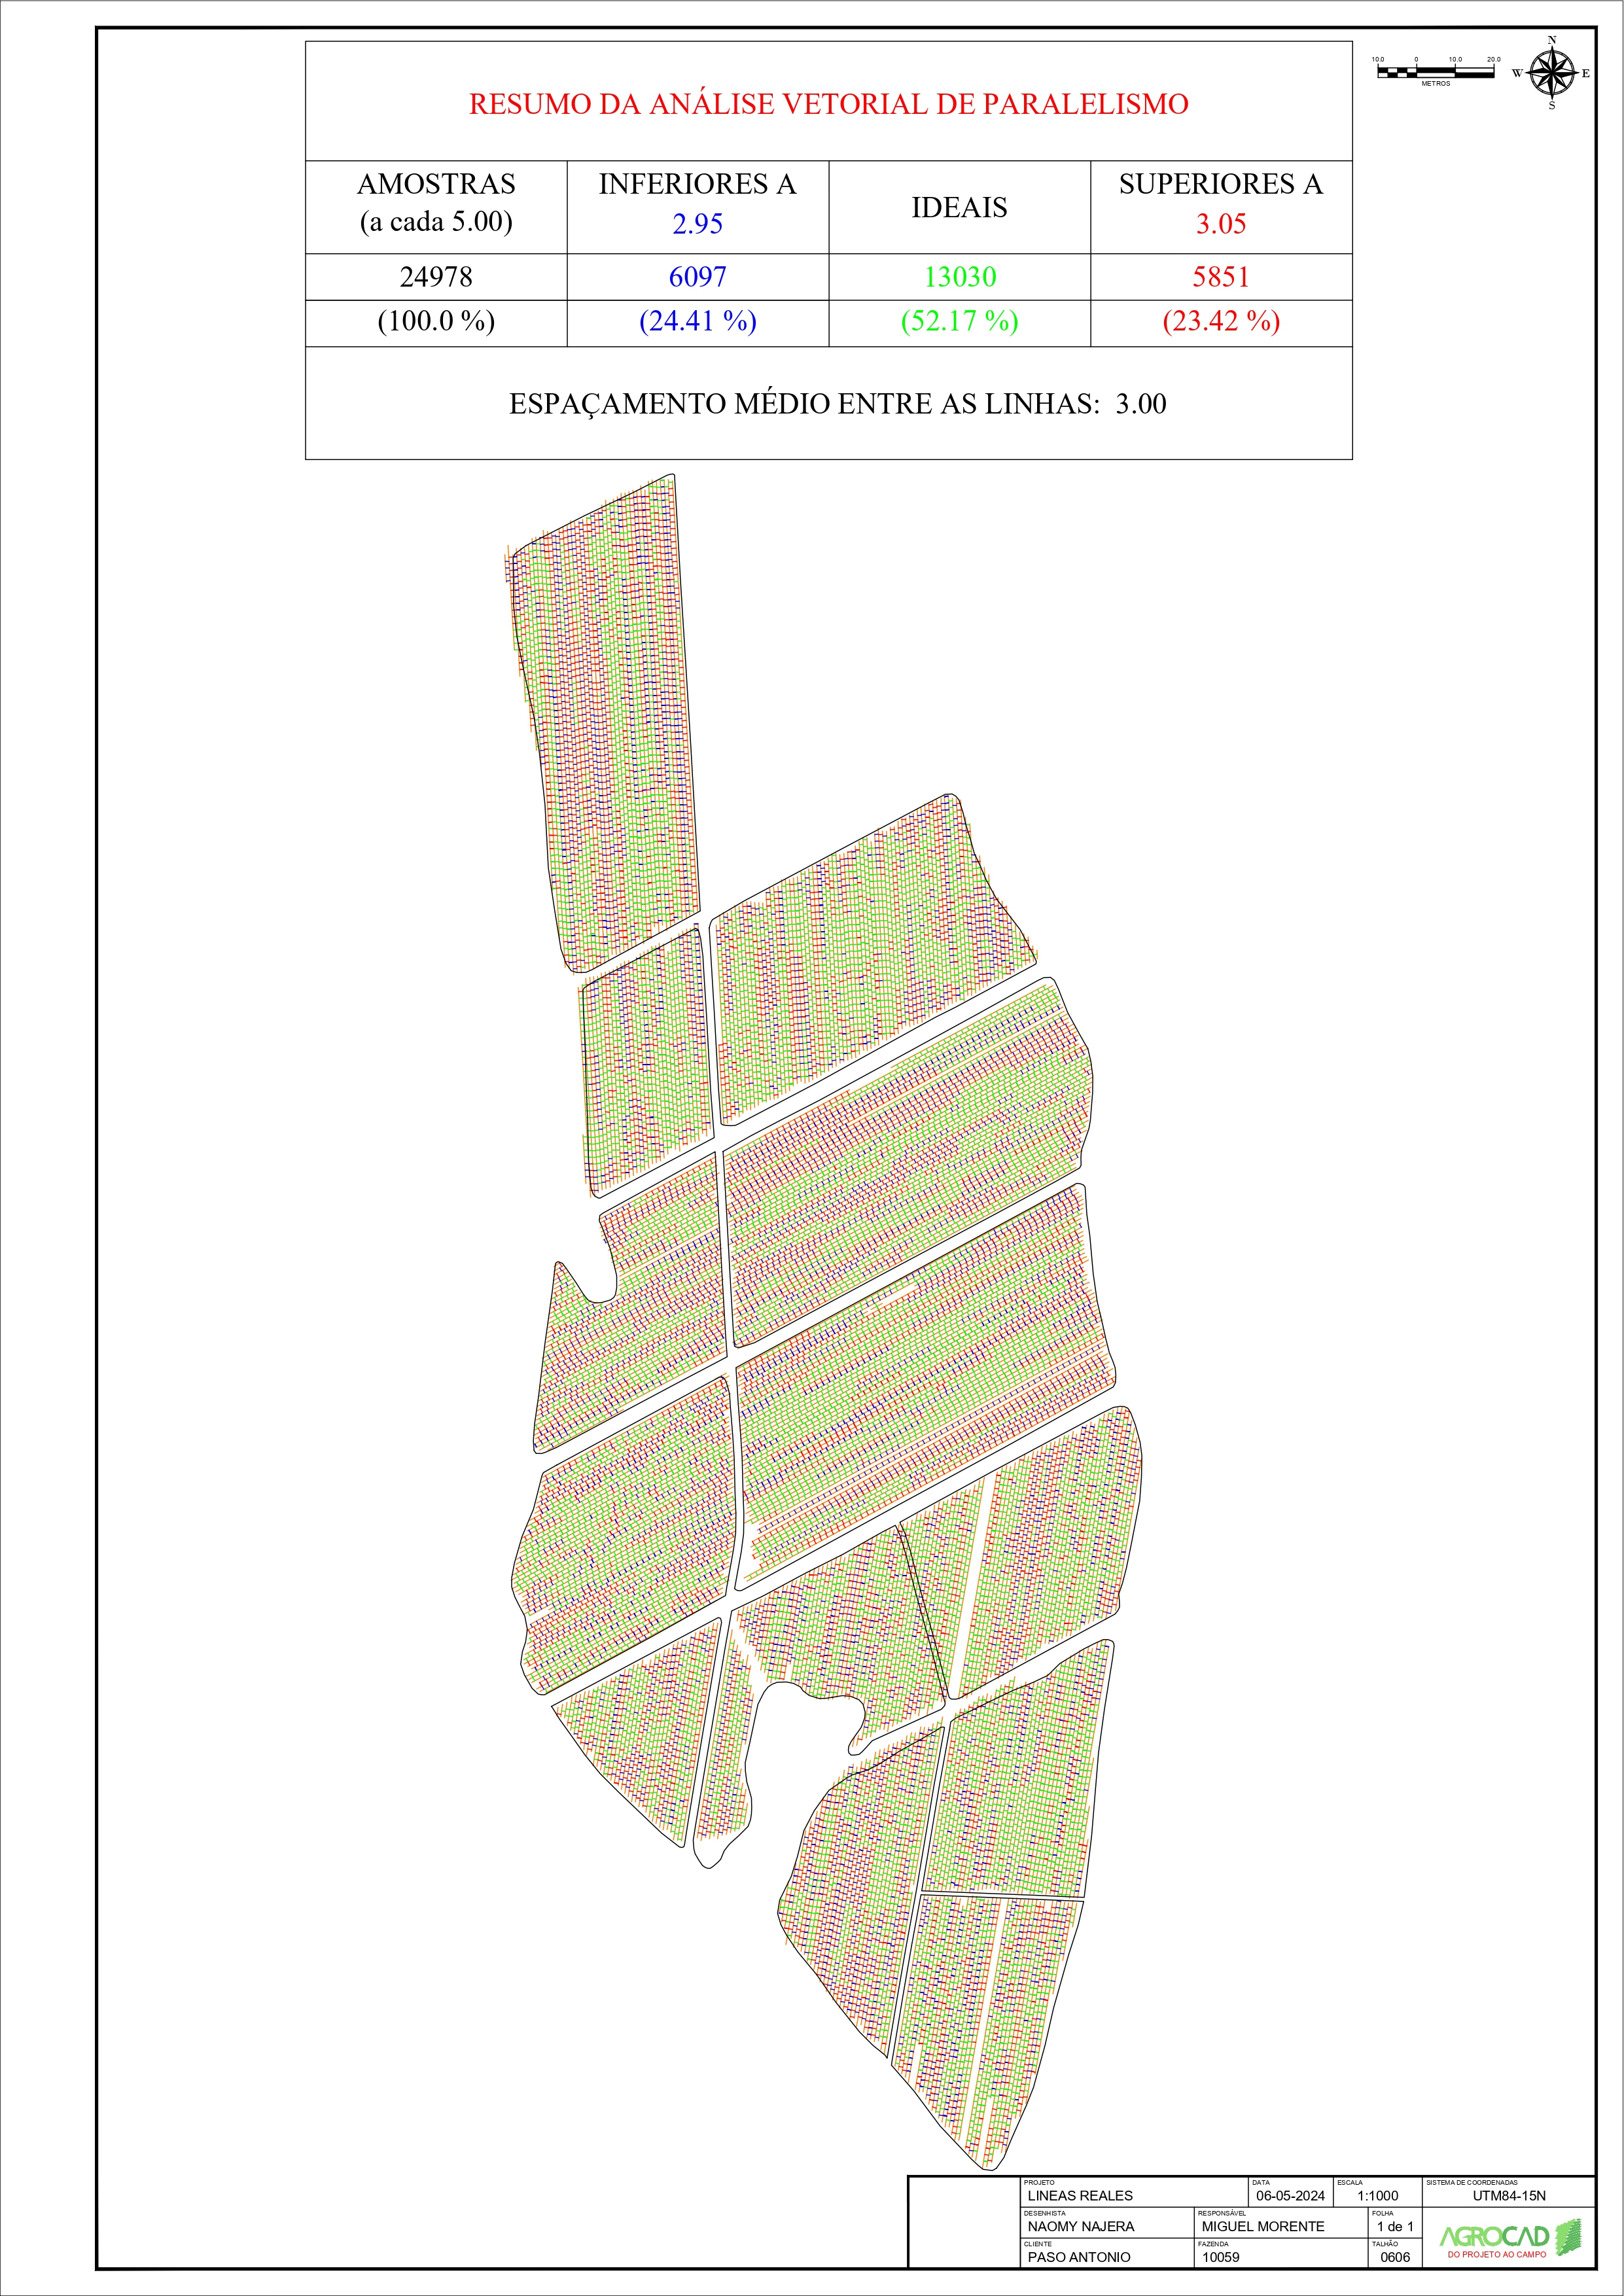 N
10.0 0 10.0 20.0
W E
METROS
S
RESUMO DA ANÁLISE VETORIAL DE PARALELISMO
AMOSTRAS INFERIORES A IDEAIS SUPERIORES A
(a cada 5.00) 2.95 3.05
24978 6097 13030 5851
(100.0 %) (24.41 %) (52.17 %) (23.42 %)
ESPAÇAMENTO MÉDIO ENTRE AS LINHAS: 3.00
PROJETO DATA ESCALA SISTEMA DE COORDENADAS
LINEAS REALES 06-05-2024 1:1000 UTM84-15N
DESENHISTA RESPONSÁVEL FOLHA
NAOMY NAJERA MIGUEL MORENTE 1 de 1
CLIENTE FAZENDA TALHÃO
PASO ANTONIO 10059 0606
AGROCAD
DO PROJETO AO CAMPO